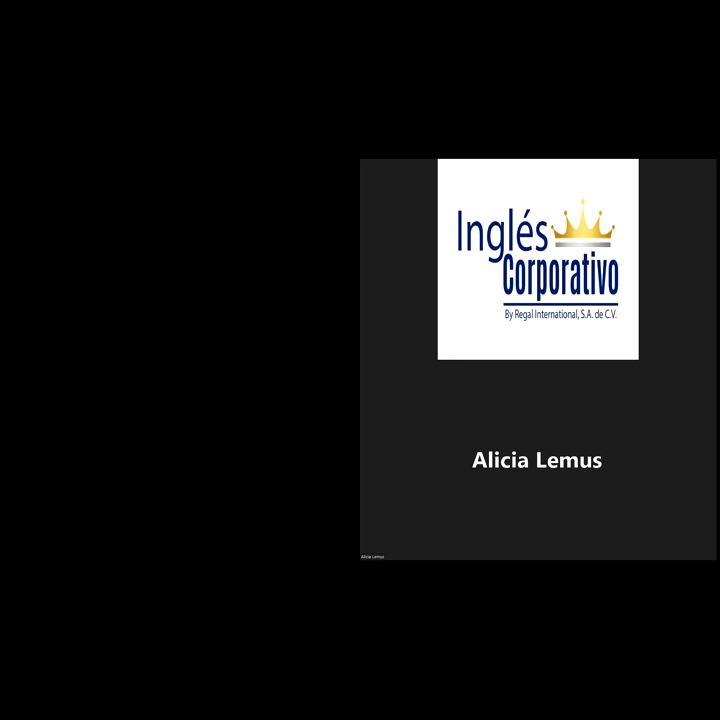 Inglés
Corporativo
By Regal International, S.A. de C.V.
Alicia Lemus
Alicia Lemus